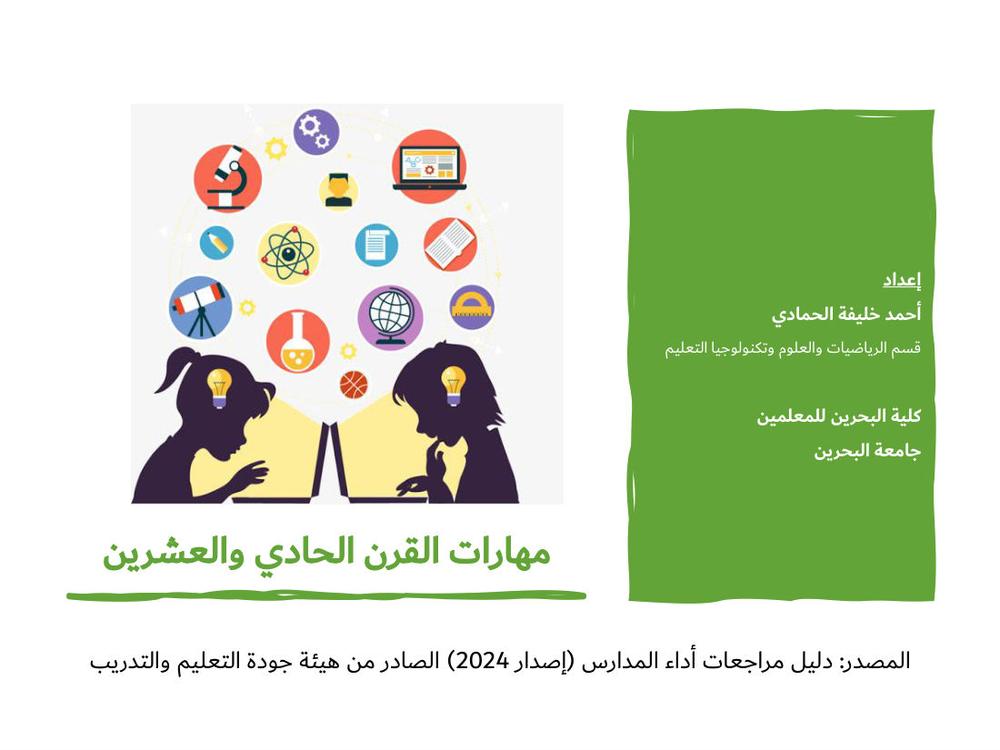 إعداد
أحمد خليفة الحمادي
قسم الرياضيات والعلوم وتكنولوجيا التعليم
كلية البحرين للمعلمين
جامعة البحرين
مهارات القرن الحادي والعشرين
المصدر: دليل مراجعات أداء المدارس (إصدار 2024) الصادر من هيئة جودة التعليم والتدريب